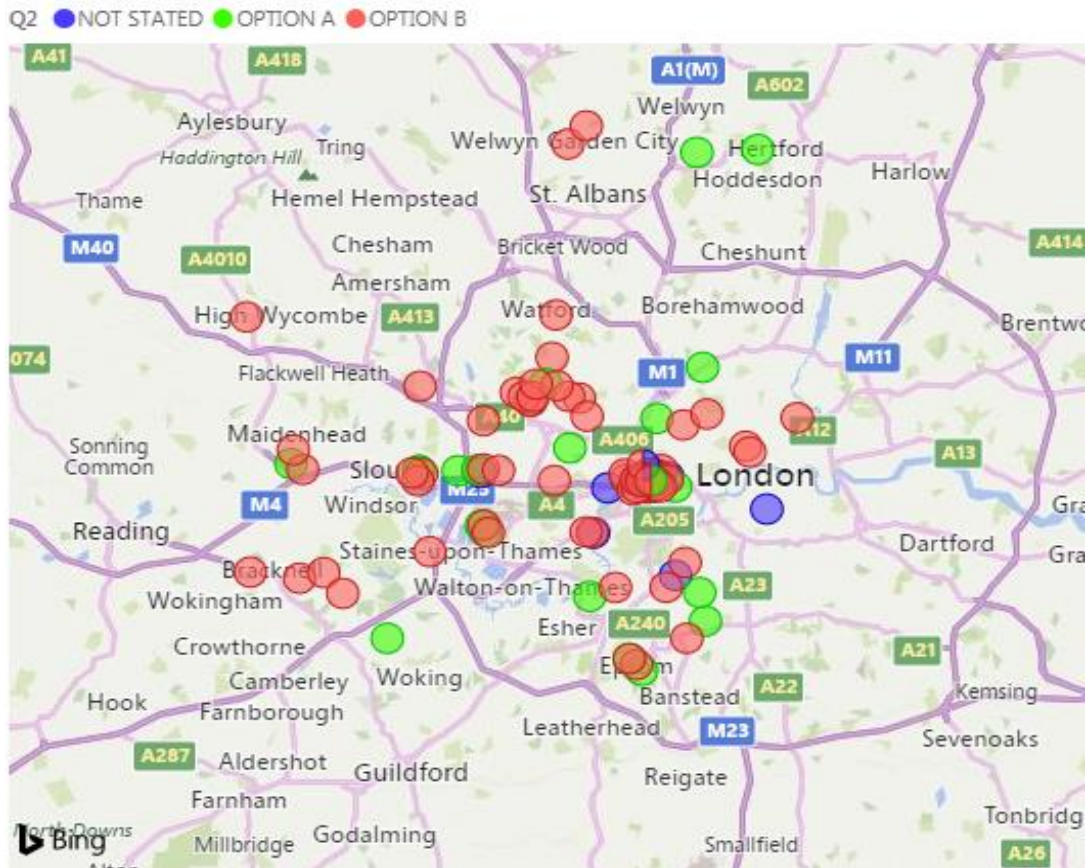 Q2 NOT STATED OPTION A OPTION B
A41
A418
A1(M)
A602
Welwyn
Aylesbury
Haddington Hill
Tring
Welwyn Garden City
Hertford
Hoddesdon
Harlow
Thame
Hemel Hempstead
St. Albans
M40
A4010
Chesham
Bricket Wood
Cheshunt
A414
Amersham
High Wycombe
A413
Watford
Borehamwood
Brentwo
074
Flackwell Heath
M1
M11
A40
Sonning
Common
Maidenhead
A406
A12
A13
Slou
London
M4
Windsor
M25
A4
A205
Gra
Reading
Staines-upon-Thames
Dartford
Gra
Bracknell
Walton-on-Thames
A23
Wokingham
Esher
A240
Crowthorne
A21
Woking
Ep m
Hook
Camberley
Banstead
A22
Kemsing
Farnborough
Leatherhead
M23
Sevenoaks
A287
Aldershot
Guildford
Reigate
Farnham
Tonbridg
North Downs
Bing
Millbridge
Godalming
Smallfield
A26